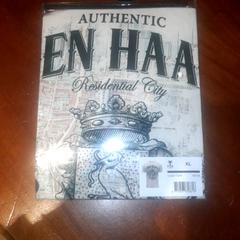 AUTHENTIC
EN HAA
Residential City
XL